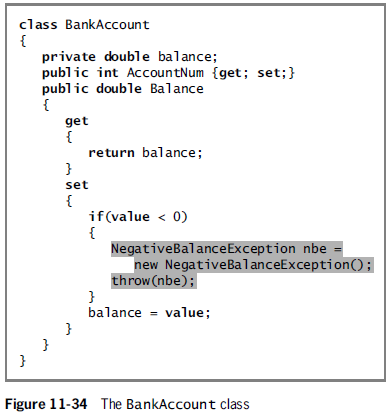 class BankAccount
{
   private double balance;
   public int AccountNum {get; set;}
   public double Balance
   {
      get
      {
         return balance;
      }
      set
      {
         if(value < 0)
         {
            NegativeBalanceException nbe =
               new NegativeBalanceException();
            throw(nbe);
         }
         balance = value;
      }
   }
}
Figure 11-34 The BankAccount class